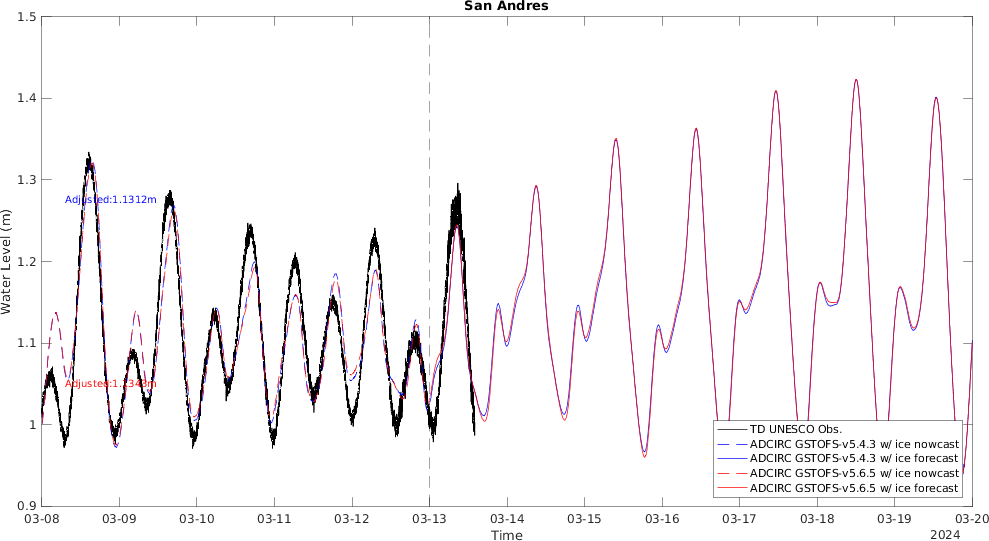 San Andres
1.5
1.4
1.3
1.2
1.1
1
0.9
Water Level (m)
Adjusted:1.1312m
Adjusted:1.1343m
TD UNESCO Obs.
ADCIRC GSTOFS-v5.4.3 w/ ice nowcast
ADCIRC GSTOFS-v5.4.3 w/ ice forecast
ADCIRC GSTOFS-v5.6.5 w/ ice nowcast
ADCIRC GSTOFS-v5.6.5 w/ ice forecast
03-08 03-09 03-10 03-11 03-12 03-13 03-14 03-15 03-16 03-17 03-18 03-19 03-20
Time
2024